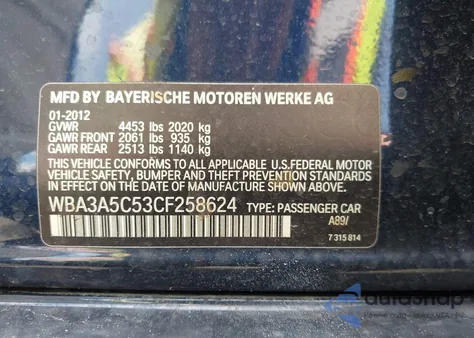 MFD BY BAYERISCHE MOTOREN WERKE AG
01-2012
GVWR 4453 lbs 2020 kg
GAWR FRONT 2061 lbs 935 kg
GAWR REAR 2513 lbs 1140 kg
THIS VEHICLE CONFORMS TO ALL APPLICABLE U.S.FEDERAL MOTOR
VEHICLE SAFETY, BUMPER AND THEFT PREVENTION STANDARDS
IN EFFECT ON THE DATE OF MANUFACTURE SHOWN ABOVE.
WBA3A5C53CF258624 TYPE: PASSENGER CAR
A89/
7 315 814
autosnap